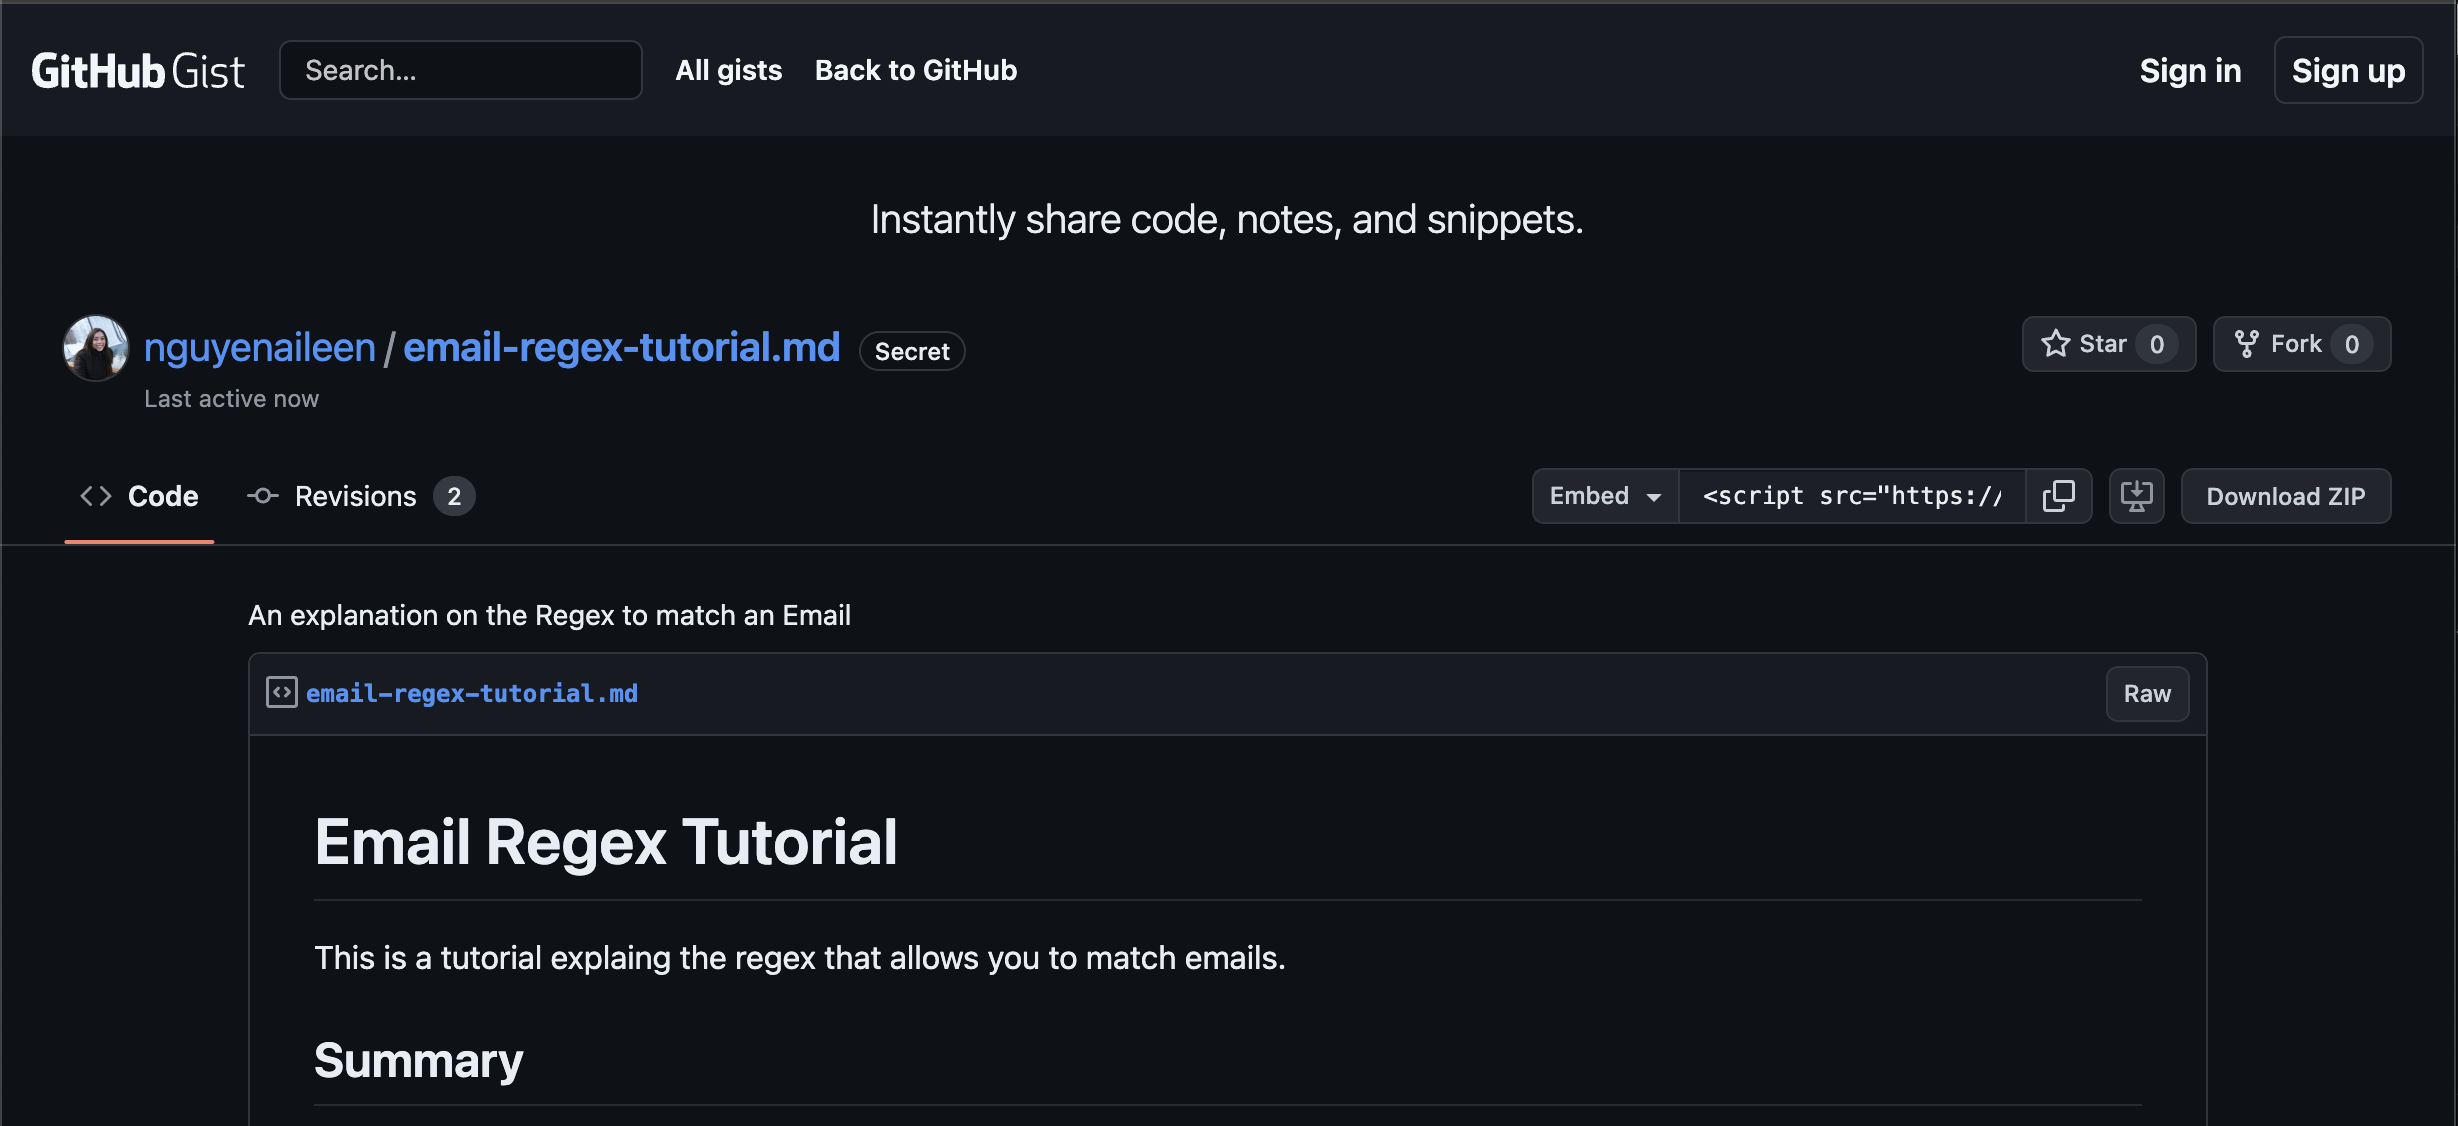 GitHub Gist Search... All gists Back to GitHub Sign in Sign up
Instantly share code, notes, and snippets.
nguyenaileen / email-regex-tutorial.md Secret Star 0 Fork 0
Last active now
Code Revisions 2 Embed <script src="https:// Download ZIP
An explanation on the Regex to match an Email
email-regex-tutorial.md Raw
Email Regex Tutorial
This is a tutorial explaing the regex that allows you to match emails.
Summary